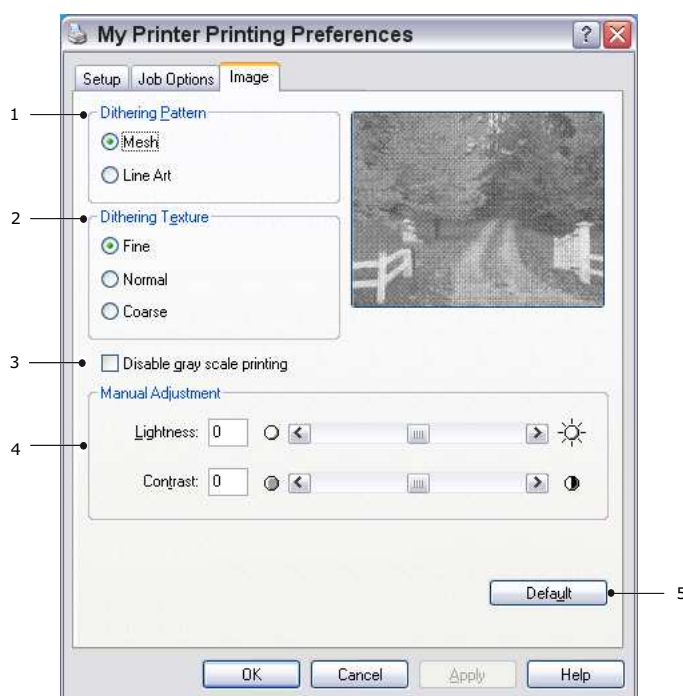 My Printer Printing Preferences
Setup Job Options Image
1 Dithering Pattern
Mesh
Line Art
2 Dithering Texture
Fine
Normal
Coarse
3 Disable gray scale printing
Manual Adjustment
Lightness: 0
4
Contrast: 0
Default 5
OK Cancel Apply Help